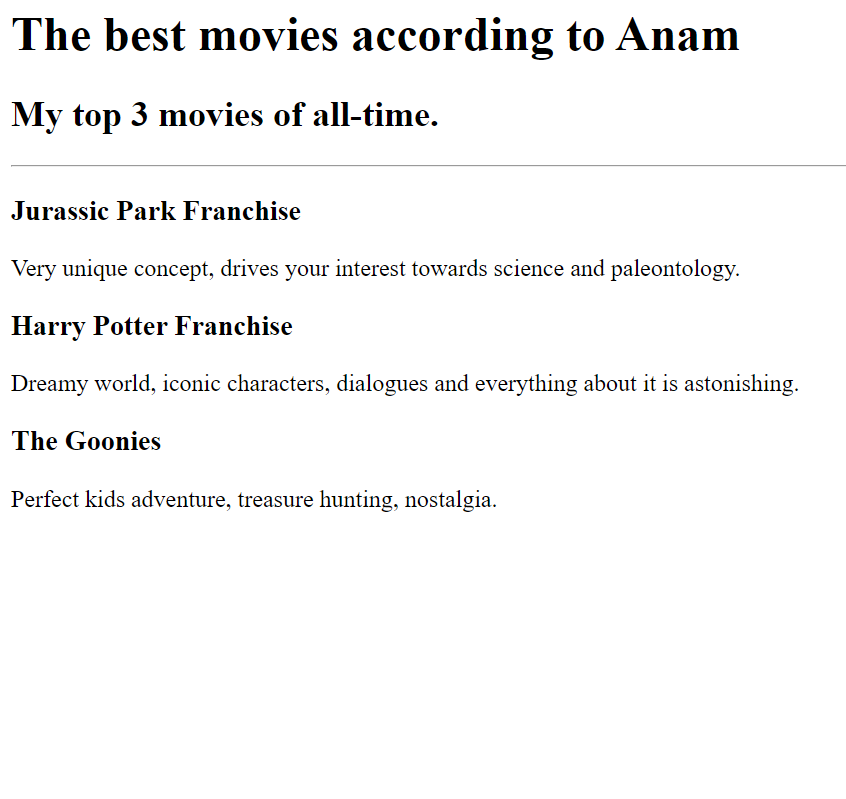 The best movies according to Anam
My top 3 movies of all-time.
Jurassic Park Franchise
Very unique concept, drives your interest towards science and paleontology.
Harry Potter Franchise
Dreamy world, iconic characters, dialogues and everything about it is astonishing.
The Goonies
Perfect kids adventure, treasure hunting, nostalgia.